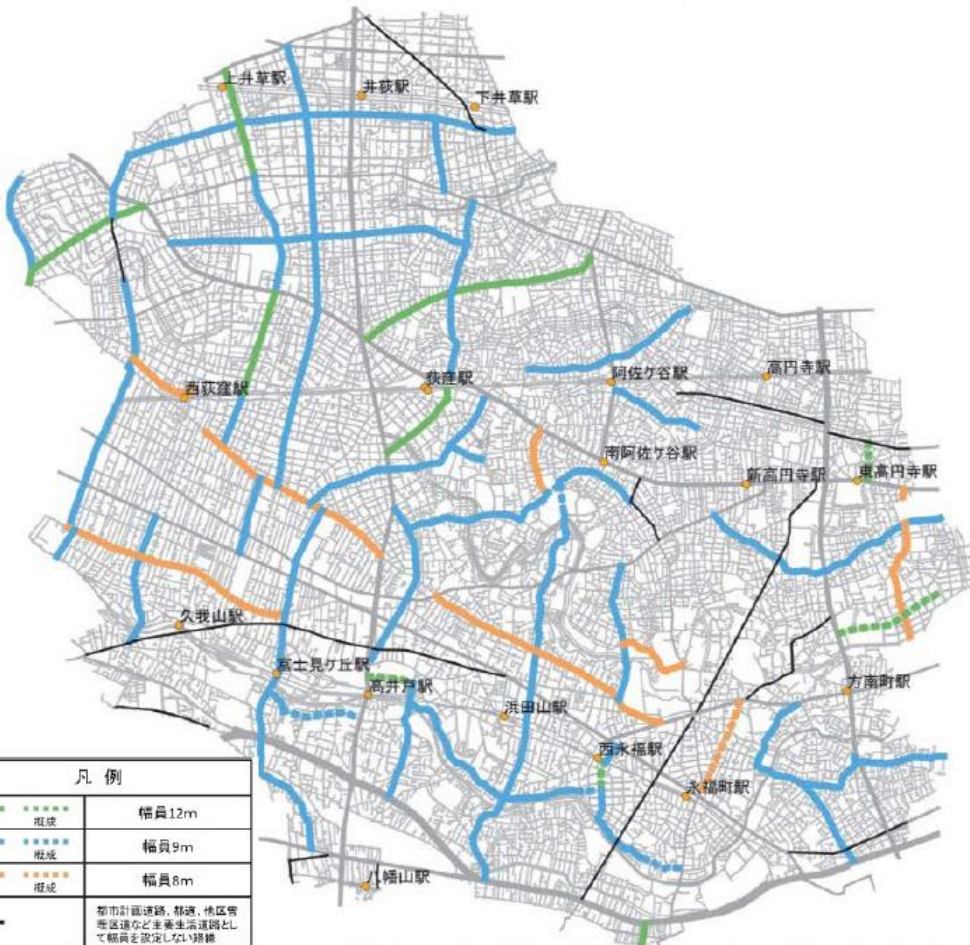 上井草駅
井荻駅
下井草駅
西荻窪駅
荻窪駅
阿佐ケ谷駅
高円寺駅
南阿佐ケ谷駅
新高円寺駅
東高円寺駅
久我山駅
富士見ケ丘駅
高井戸駅
浜田山駅
方南町駅
西永福駅
永福町駅
八幡山駅
凡 例
概成 幅員12m
概成 幅員9m
概成 幅員8m
都市計画道路、都道、地区管
理区道など主要生活道路とし
て幅員を設定しない路線